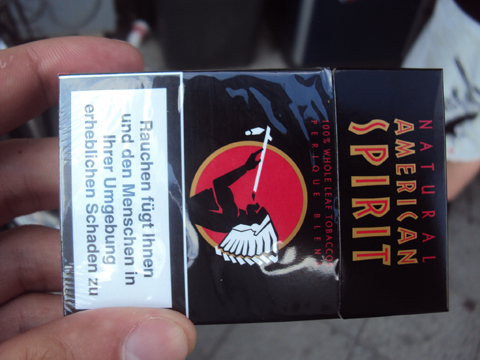 NATURAL
AMERICAN
SPIRIT
100% WHOLE LEAF TOBACCO
PERIQUE BLEN
Rauchen fügt Ihnen
und den Menschen in
Ihrer Umgebung
erheblichen Schaden zu